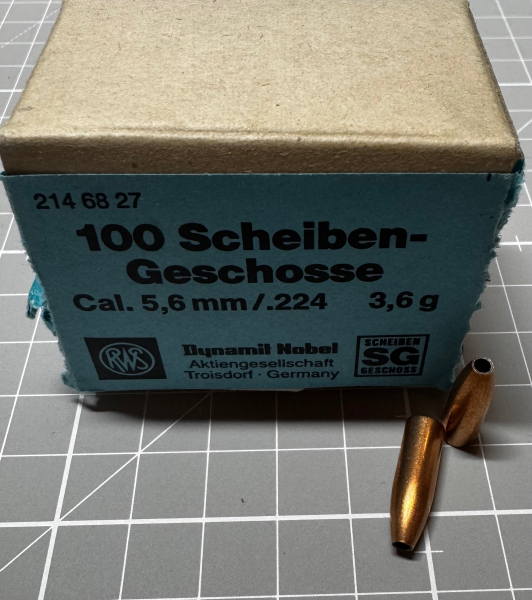 214 68 27
100 Scheiben-
Geschosse
Cal. 5,6 mm/.224 3,6 g
RWS
Dynamit Nobel
Aktiengesellschaft
Troisdorf · Germany
SCHEIBEN
SG
GESCHOSS